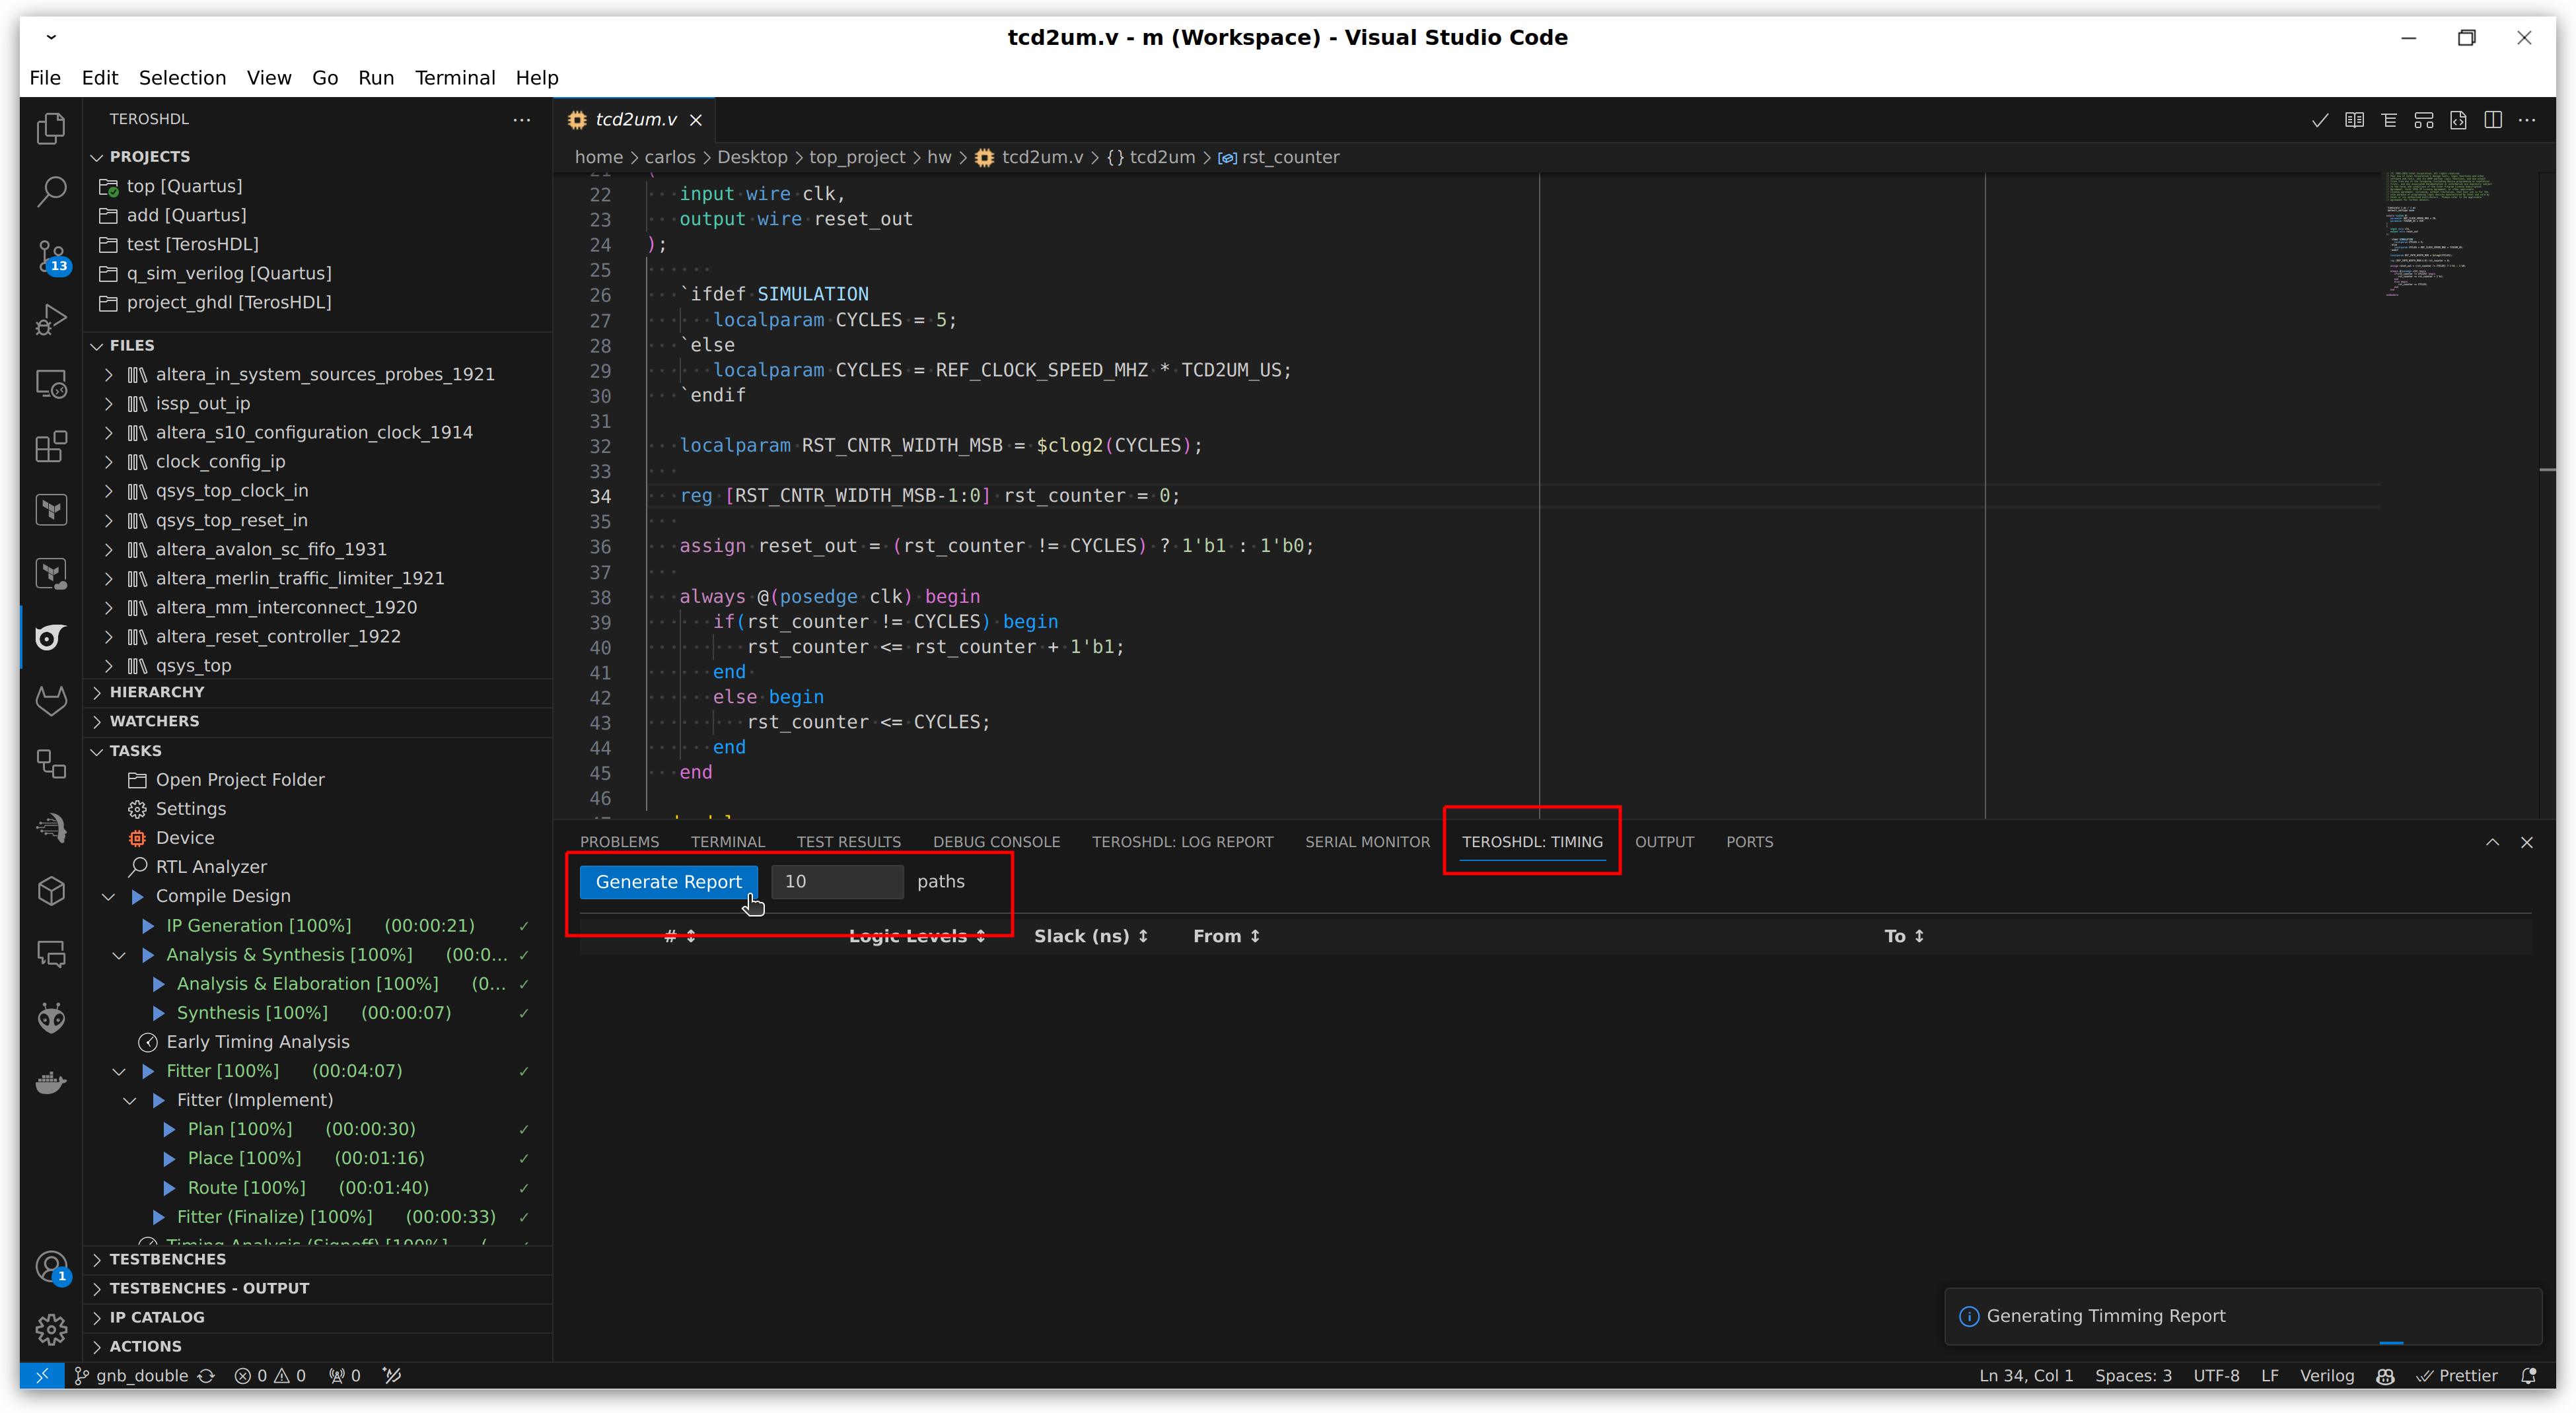 tcd2um.v - m (Workspace) - Visual Studio Code
File Edit Selection View Go Run Terminal Help
TEROSHDL
PROJECTS
top [Quartus]
add [Quartus]
test [TerosHDL]
q_sim_verilog [Quartus]
project_ghdl [TerosHDL]
FILES
altera_in_system_sources_probes_1921
issp_out_ip
altera_s10_configuration_clock_1914
clock_config_ip
qsys_top_clock_in
qsys_top_reset_in
altera_avalon_sc_fifo_1931
altera_merlin_traffic_limiter_1921
altera_mm_interconnect_1920
altera_reset_controller_1922
qsys_top
HIERARCHY
WATCHERS
TASKS
Open Project Folder
Settings
Device
RTL Analyzer
Compile Design
IP Generation [100%] (00:00:21) ✓
Analysis & Synthesis [100%] (00:0... ✓
Analysis & Elaboration [100%] (0... ✓
Synthesis [100%] (00:00:07) ✓
Early Timing Analysis
Fitter [100%] (00:04:07) ✓
Fitter (Implement)
Plan [100%] (00:00:30) ✓
Place [100%] (00:01:16) ✓
Route [100%] (00:01:40) ✓
Fitter (Finalize) [100%] (00:00:33) ✓
Timing Analysis (Signoff) [100%] (
TESTBENCHES
TESTBENCHES - OUTPUT
IP CATALOG
ACTIONS
13
1
tcd2um.v
home > carlos > Desktop > top_project > hw > tcd2um.v > {} tcd2um > rst_counter
21 (
22 input wire clk,
23 output wire reset_out
24 );
25
26 `ifdef SIMULATION
27 localparam CYCLES = 5;
28 `else
29 localparam CYCLES = REF_CLOCK_SPEED_MHZ * TCD2UM_US;
30 `endif
31
32 localparam RST_CNTR_WIDTH_MSB = $clog2(CYCLES);
33
34 reg [RST_CNTR_WIDTH_MSB-1:0] rst_counter = 0;
35
36 assign reset_out = (rst_counter != CYCLES) ? 1'b1 : 1'b0;
37
38 always @(posedge clk) begin
39 if(rst_counter != CYCLES) begin
40 rst_counter <= rst_counter + 1'b1;
41 end
42 else begin
43 rst_counter <= CYCLES;
44 end
45 end
46
PROBLEMS TERMINAL TEST RESULTS DEBUG CONSOLE TEROSHDL: LOG REPORT SERIAL MONITOR TEROSHDL: TIMING OUTPUT PORTS
Generate Report 10 paths
# Logic Levels Slack (ns) From To
Generating Timming Report
gnb_double 0 0 0 Ln 34, Col 1 Spaces: 3 UTF-8 LF Verilog Prettier